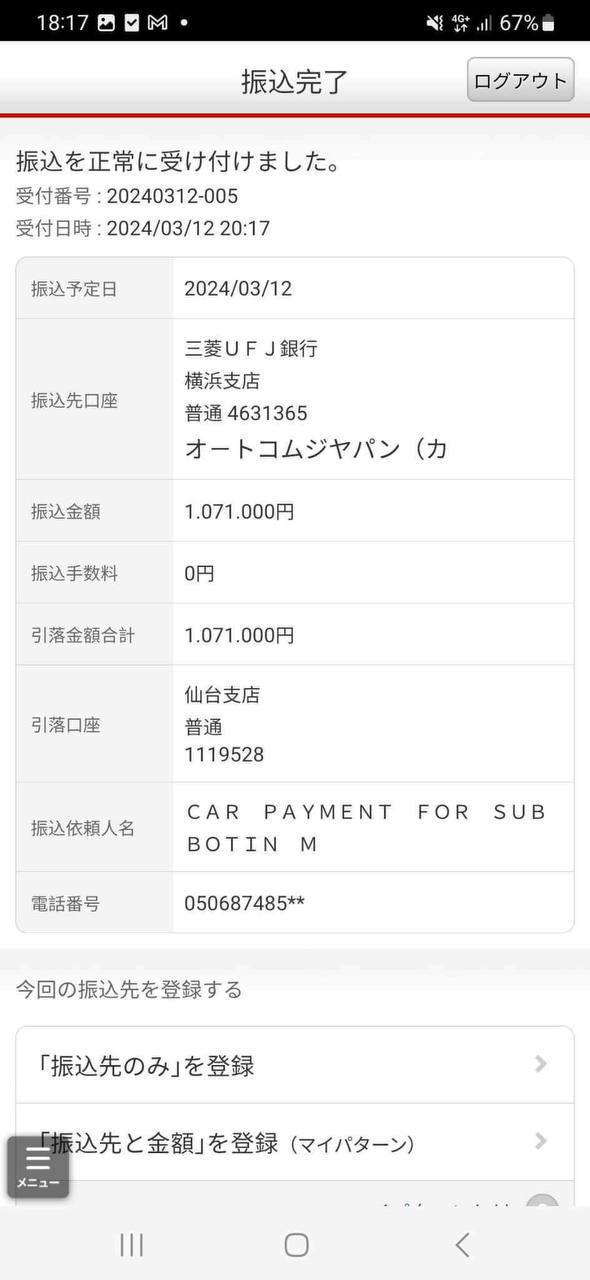 18:17
4G+
67%
振込完了
ログアウト
振込を正常に受け付けました。
受付番号 : 20240312-005
受付日時 : 2024/03/12 20:17
振込予定日
2024/03/12
振込先口座
三菱ＵＦＪ銀行
横浜支店
普通 4631365
オートコムジヤパン（カ
振込金額
1.071.000円
振込手数料
0円
引落金額合計
1.071.000円
引落口座
仙台支店
普通
1119528
振込依頼人名
ＣＡＲ　ＰＡＹＭＥＮＴ　ＦＯＲ　ＳＵＢ
ＢＯＴＩＮ　Ｍ
電話番号
050687485**
今回の振込先を登録する
「振込先のみ」を登録
「振込先と金額」を登録（マイパターン）
メニュー